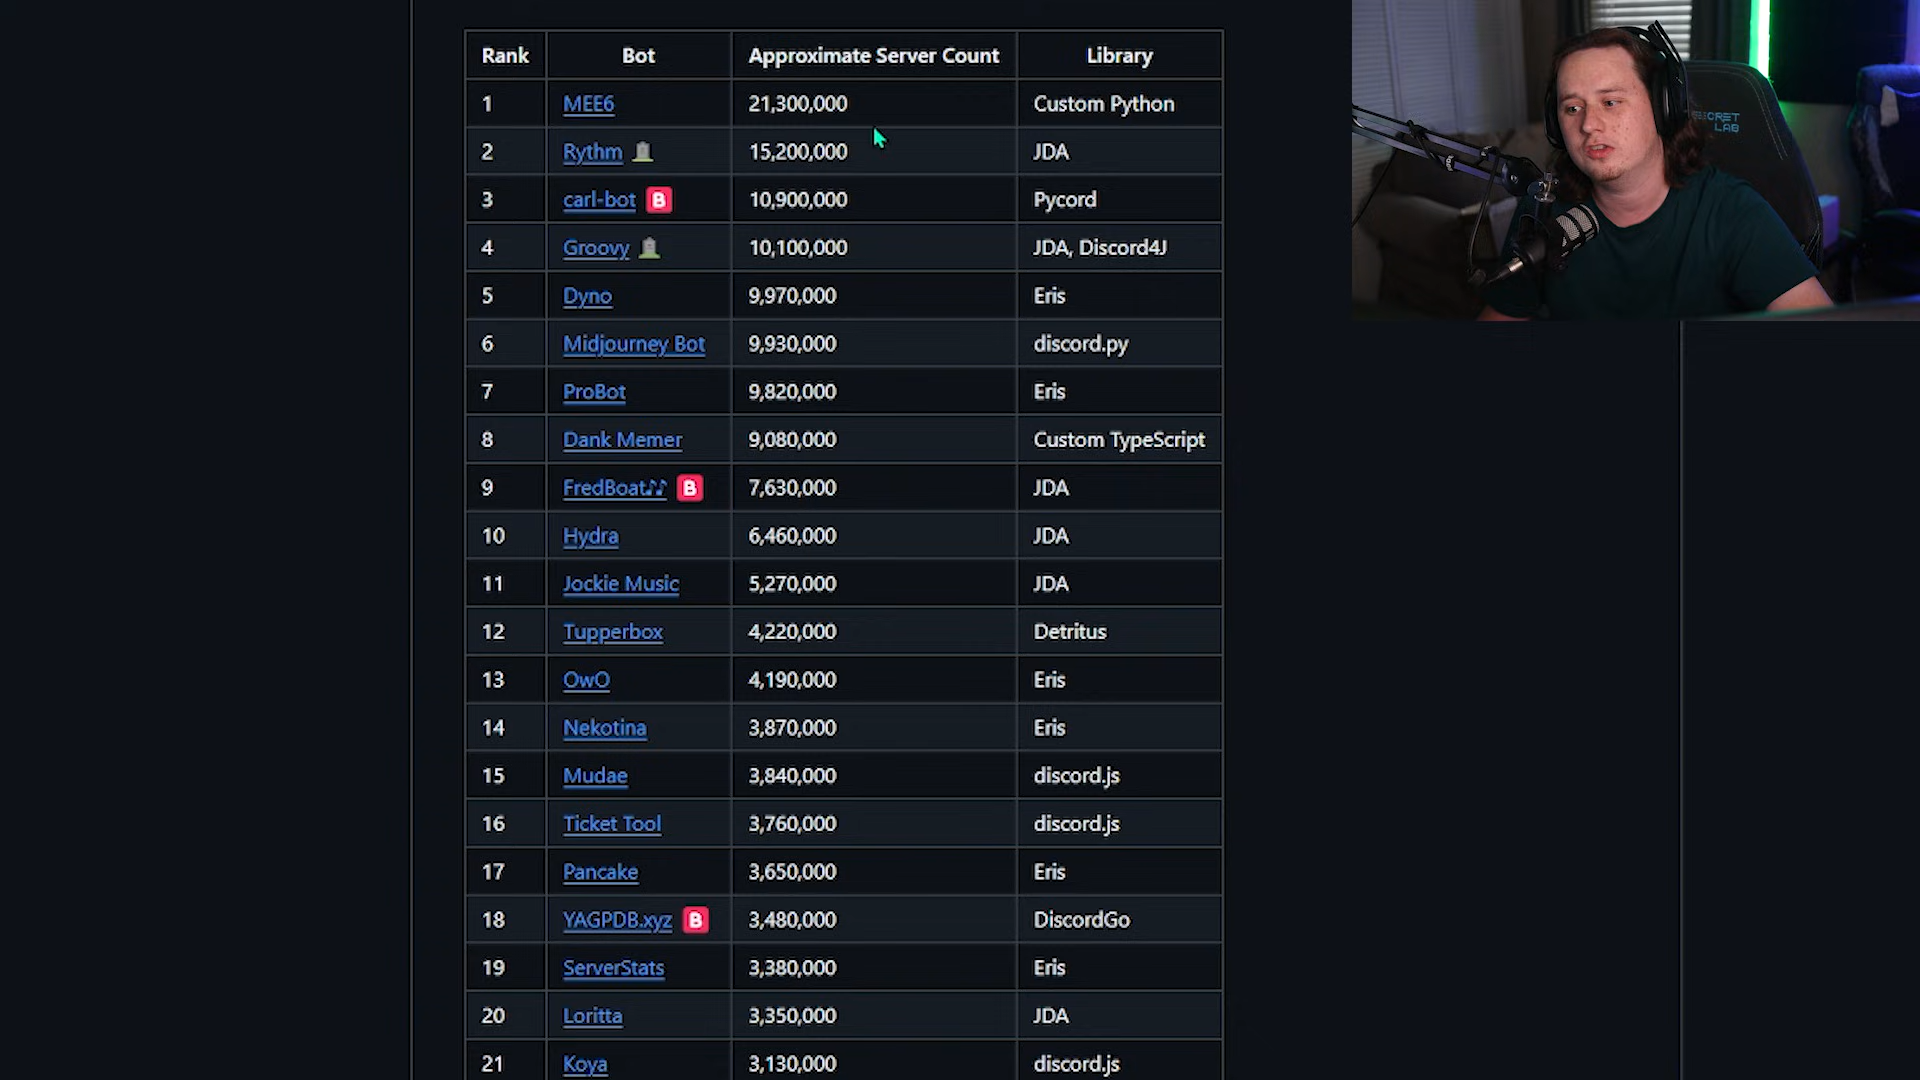 Rank Bot Approximate Server Count Library
1 MEE6 21,300,000 Custom Python
2 Rythm 15,200,000 JDA
3 carl-bot B 10,900,000 Pycord
4 Groovy 10,100,000 JDA, Discord4J
5 Dyno 9,970,000 Eris
6 Midjourney Bot 9,930,000 discord.py
7 ProBot 9,820,000 Eris
8 Dank Memer 9,080,000 Custom TypeScript
9 FredBoat♪♪ B 7,630,000 JDA
10 Hydra 6,460,000 JDA
11 Jockie Music 5,270,000 JDA
12 Tupperbox 4,220,000 Detritus
13 OwO 4,190,000 Eris
14 Nekotina 3,870,000 Eris
15 Mudae 3,840,000 discord.js
16 Ticket Tool 3,760,000 discord.js
17 Pancake 3,650,000 Eris
18 YAGPDB.xyz B 3,480,000 DiscordGo
19 ServerStats 3,380,000 Eris
20 Loritta 3,350,000 JDA
21 Koya 3,130,000 discord.js
SECRET
LAB